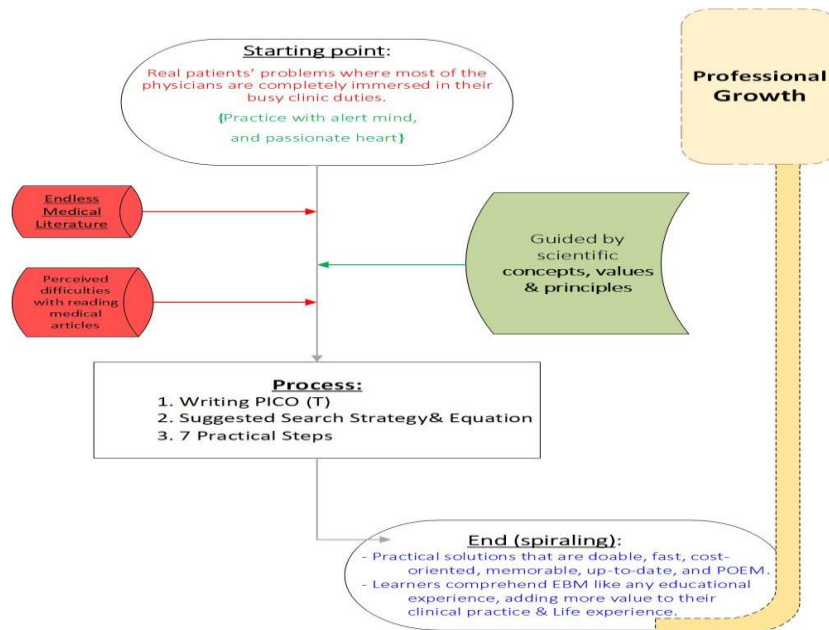 Starting point:
Real patients' problems where most of the
physicians are completely immersed in their
busy clinic duties.
{Practice with alert mind,
and passionate heart}
Professional
Growth
Endless
Medical
Literature
Guided by
scientific
concepts, values
& principles
Perceived
difficulties
with reading
medical
articles
Process:
1. Writing PICO (T)
2. Suggested Search Strategy& Equation
3. 7 Practical Steps
End (spiraling):
- Practical solutions that are doable, fast, cost-
oriented, memorable, up-to-date, and POEM.
- Learners comprehend EBM like any educational
experience, adding more value to their
clinical practice & Life experience.